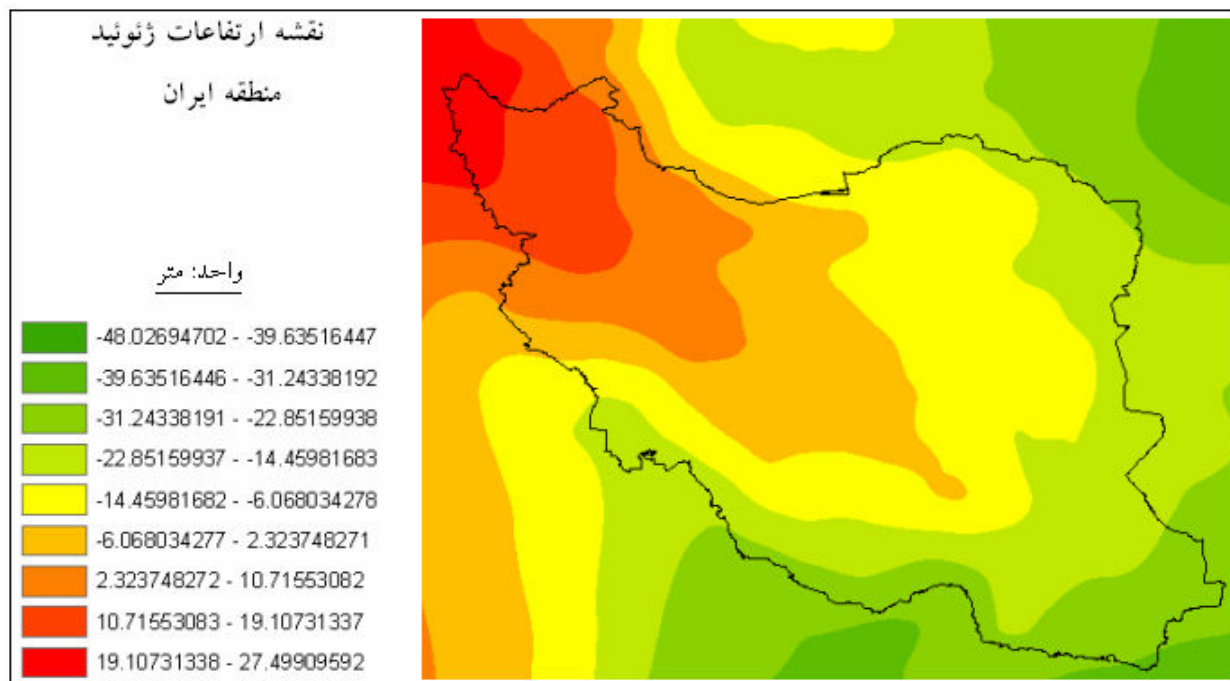 نقشه ارتفاعات ژئوئید
منطقه ایران
واحد: متر
-48.02694702 - -39.63516447
-39.63516446 - -31.24338192
-31.24338191 - -22.85159938
-22.85159937 - -14.45981683
-14.45981682 - -6.068034278
-6.068034277 - 2.323748271
2.323748272 - 10.71553082
10.71553083 - 19.10731337
19.10731338 - 27.49909592